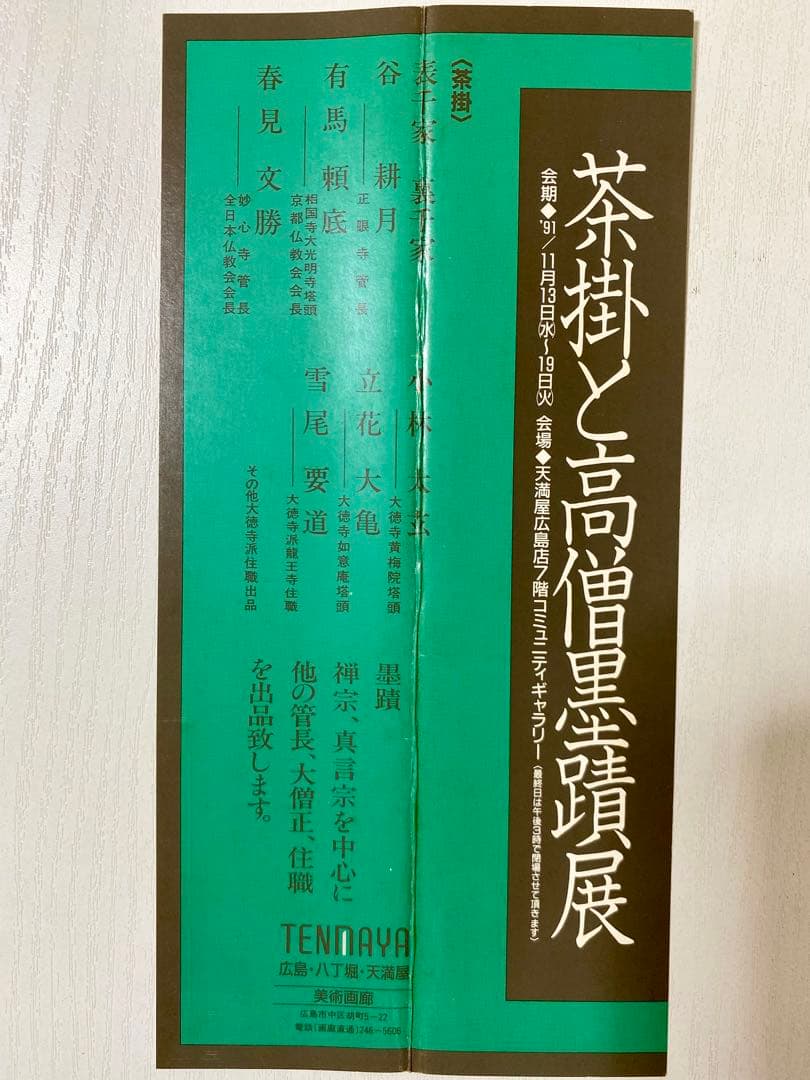 茶掛と高僧墨蹟展
会期◆'91/11月13日㈬〜19日㈫ 会場◆天満屋広島店7階コミュニティギャラリー〈最終日は午後3時で閉場させて頂きます〉
〈茶掛〉
表千家 裏千家
谷 耕月
正眼寺管長
有馬頼底
相国寺大光明寺塔頭
京都仏教会会長
春見文勝
妙心寺管長
全日本仏教会会長
小林太玄
大徳寺黄梅院塔頭
立花大亀
大徳寺如意庵塔頭
雪尾要道
大徳寺派龍王寺住職
その他大徳寺派住職出品
墨蹟
禅宗、真言宗を中心に
他の管長、大僧正、住職
を出品致します。
TENMAYA
広島・八丁堀・天満屋
美術画廊
広島市中区胡町5-22
電話[画廊直通]246-5606